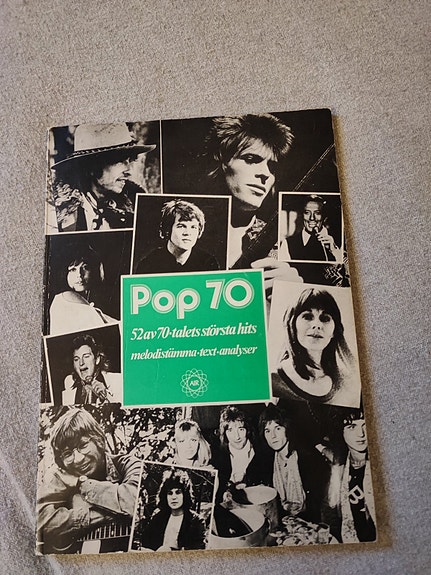 Pop 70
52 av 70-talets största hits
melodistämma•text•analyser
AIR